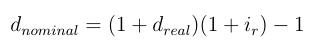 d_{nominal} = (1 + d_{real})(1 + i_r) − 1